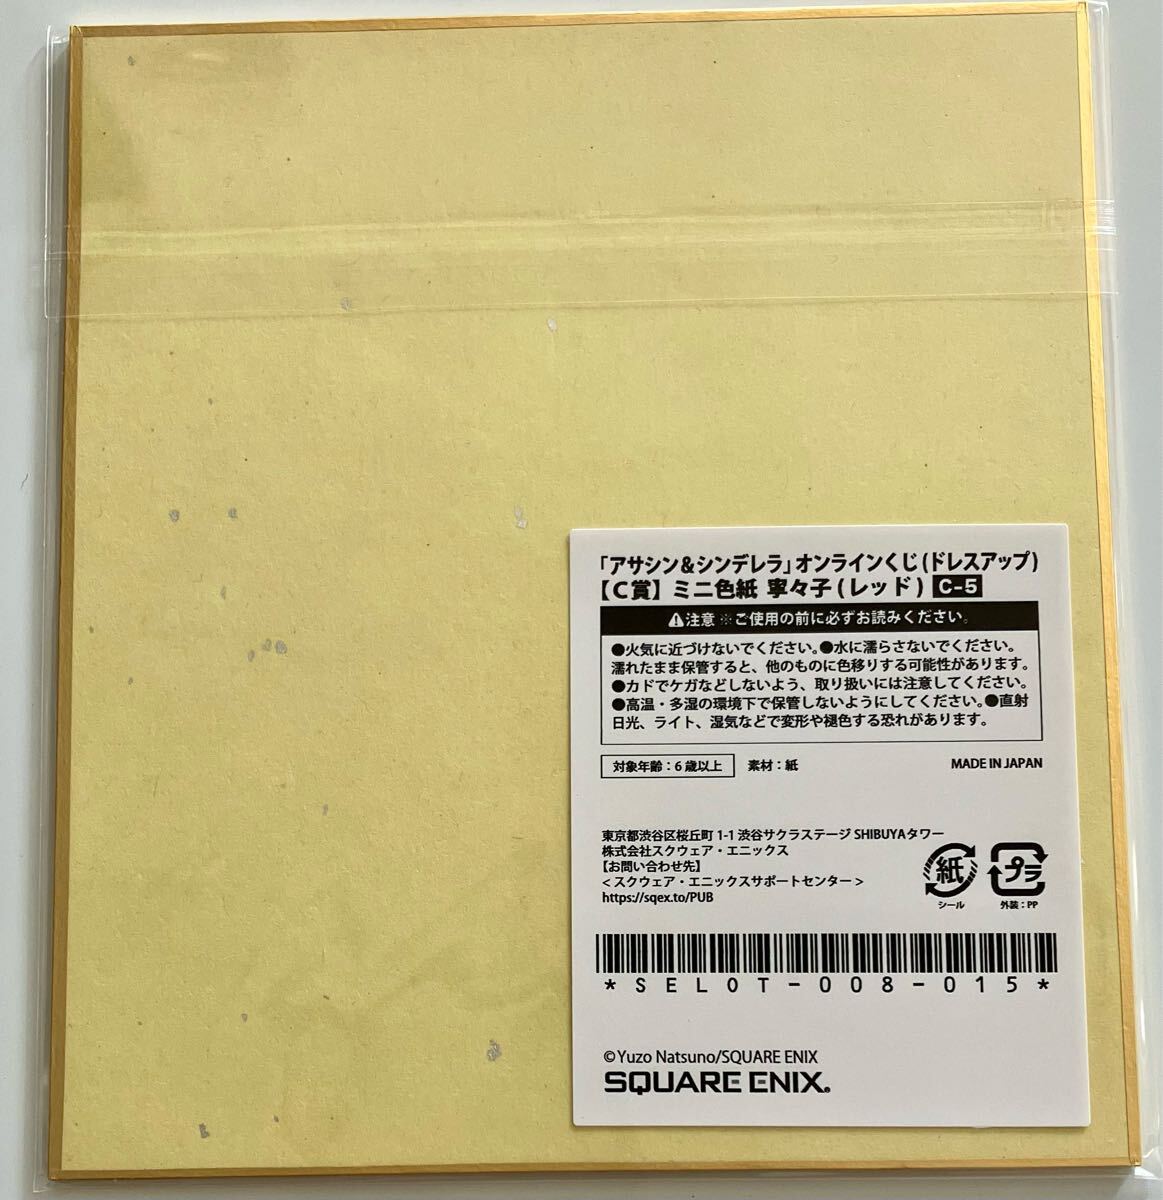 「アサシン&シンデレラ」オンラインくじ(ドレスアップ)
【C賞】ミニ色紙 寧々子(レッド) C-5
⚠注意 ※ご使用の前に必ずお読みください。
●火気に近づけないでください。●水に濡らさないでください。
濡れたまま保管すると、他のものに色移りする可能性があります。
●カドでケガなどしないよう、取り扱いには注意してください。
●高温・多湿の環境下で保管しないようにしてください。●直射
日光、ライト、湿気などで変形や褪色する恐れがあります。
対象年齢:6歳以上 素材:紙 MADE IN JAPAN
東京都渋谷区桜丘町1-1渋谷サクラステージSHIBUYAタワー
株式会社スクウェア・エニックス
【お問い合わせ先】
<スクウェア・エニックスサポートセンター>
https://sqex.to/PUB
紙 プラ
シール 外装:PP
*SELOT-008-015*
©Yuzo Natsuno/SQUARE ENIX
SQUARE ENIX.